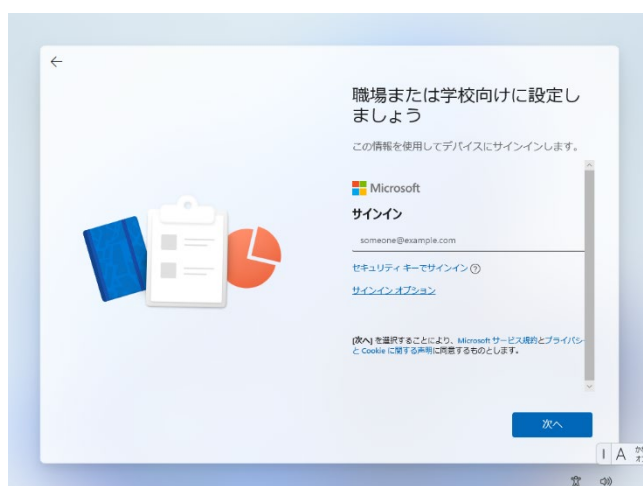 職場または学校向けに設定し
ましょう
この情報を使用してデバイスにサインインします。
Microsoft
サインイン
someone@example.com
セキュリティ キーでサインイン
サインイン オプション
[次へ] を選択することにより、Microsoft サービス規約とプライバシー
と Cookie に関する声明に同意するものとします。
次へ
A